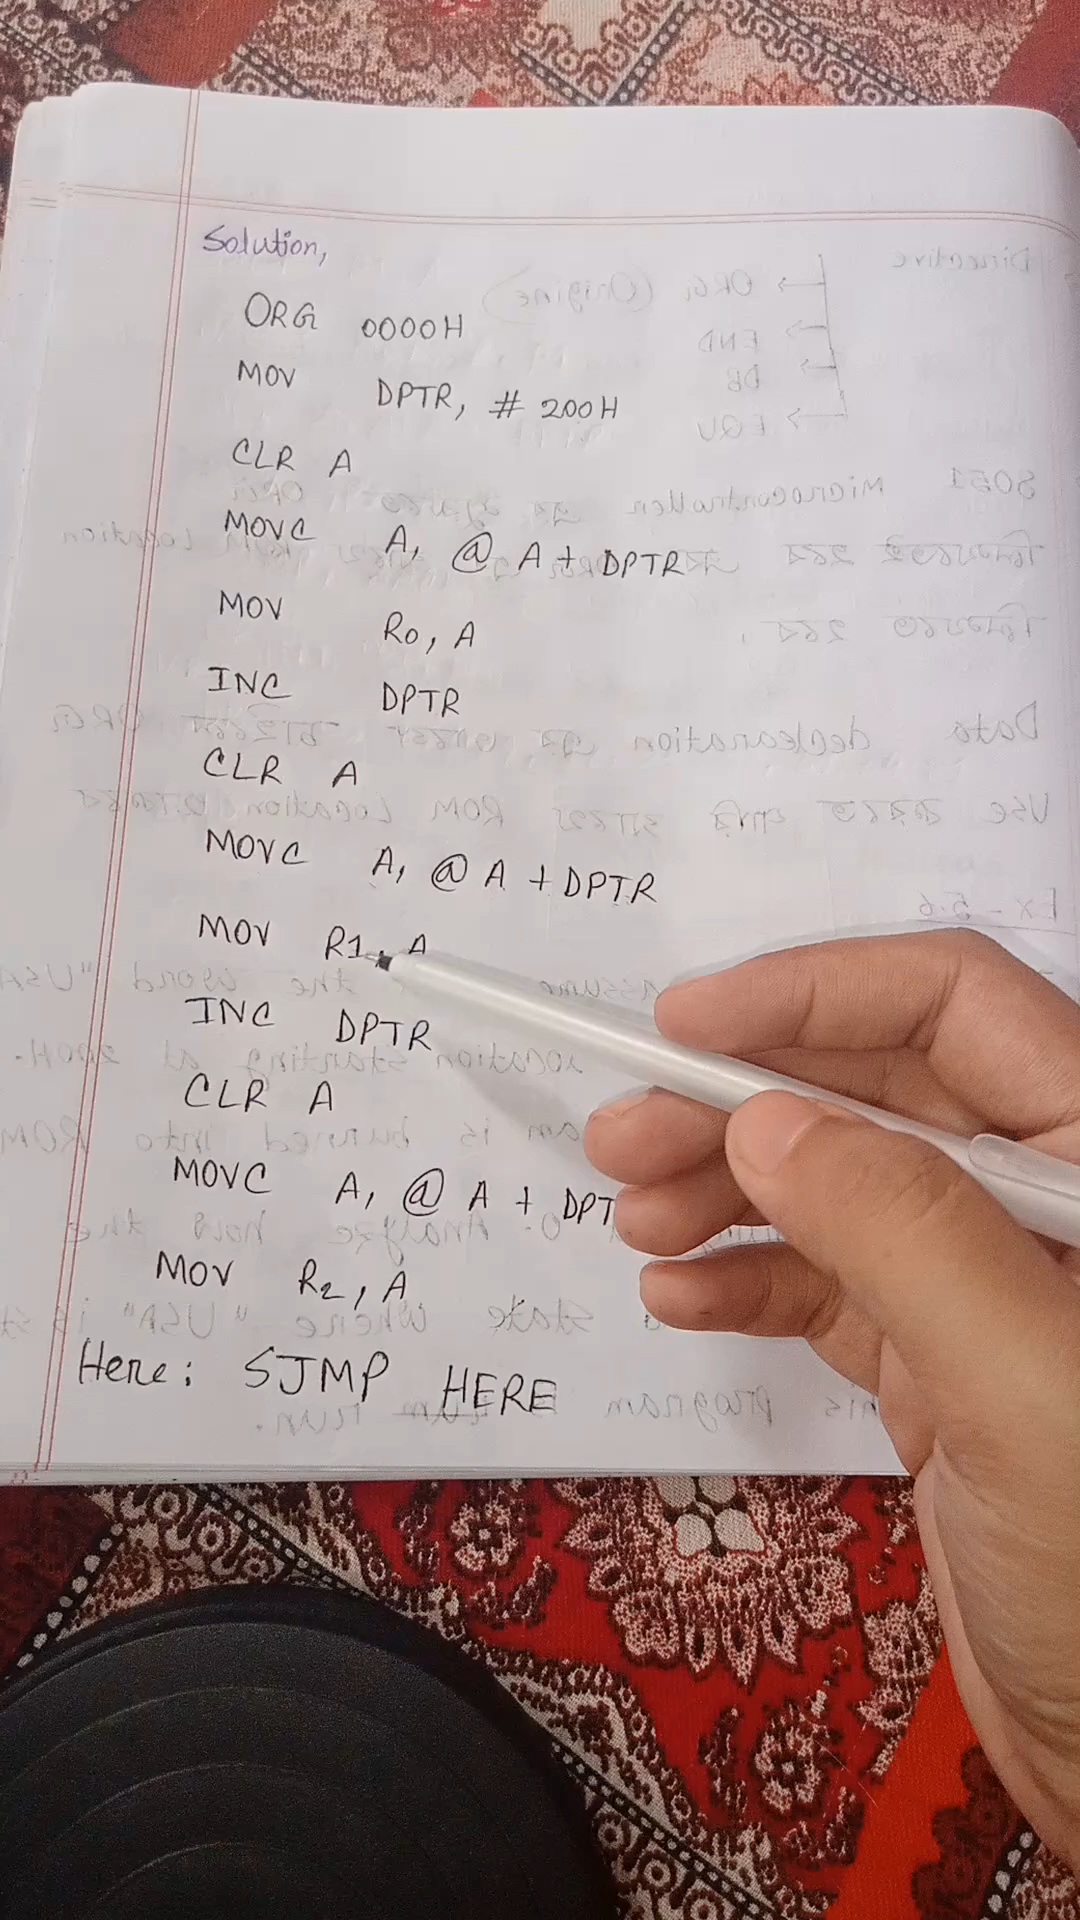 Solution,
ORG 0000H
MOV DPTR, # 200H
CLR A
MOVC A, @ A + DPTR
MOV R0, A
INC DPTR
CLR A
MOVC A, @ A + DPTR
MOV R1, A
INC DPTR
CLR A
MOVC A, @ A + DPT
MOV R2, A
Here: SJMP HERE